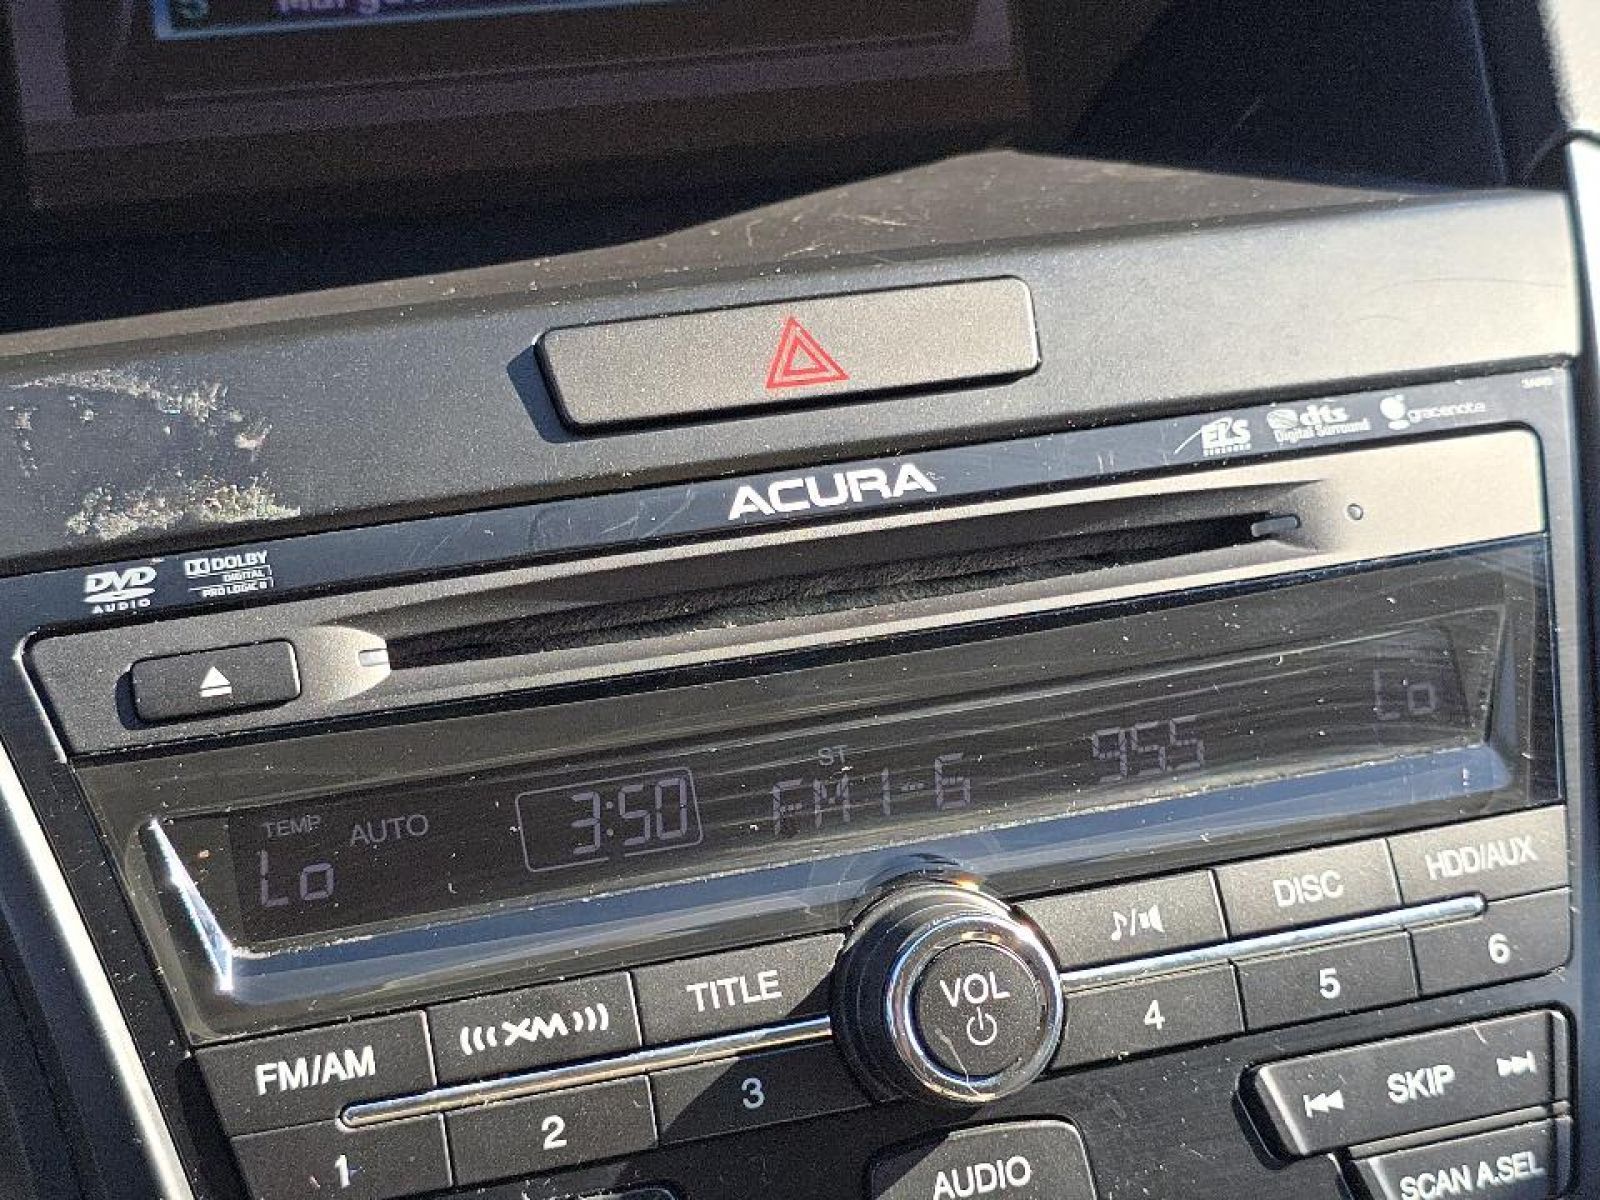 ACURA
ELS
SURROUND
dts
Digital Surround
gracenote
DVD
AUDIO
DOLBY
DIGITAL
PRO LOGIC II
TEMP
Lo
AUTO
3:50
ST
FM1-6
955
Lo
FM/AM
XM
TITLE
VOL
DISC
HDD/AUX
1
2
3
4
5
6
SKIP
AUDIO
SCAN A.SEL